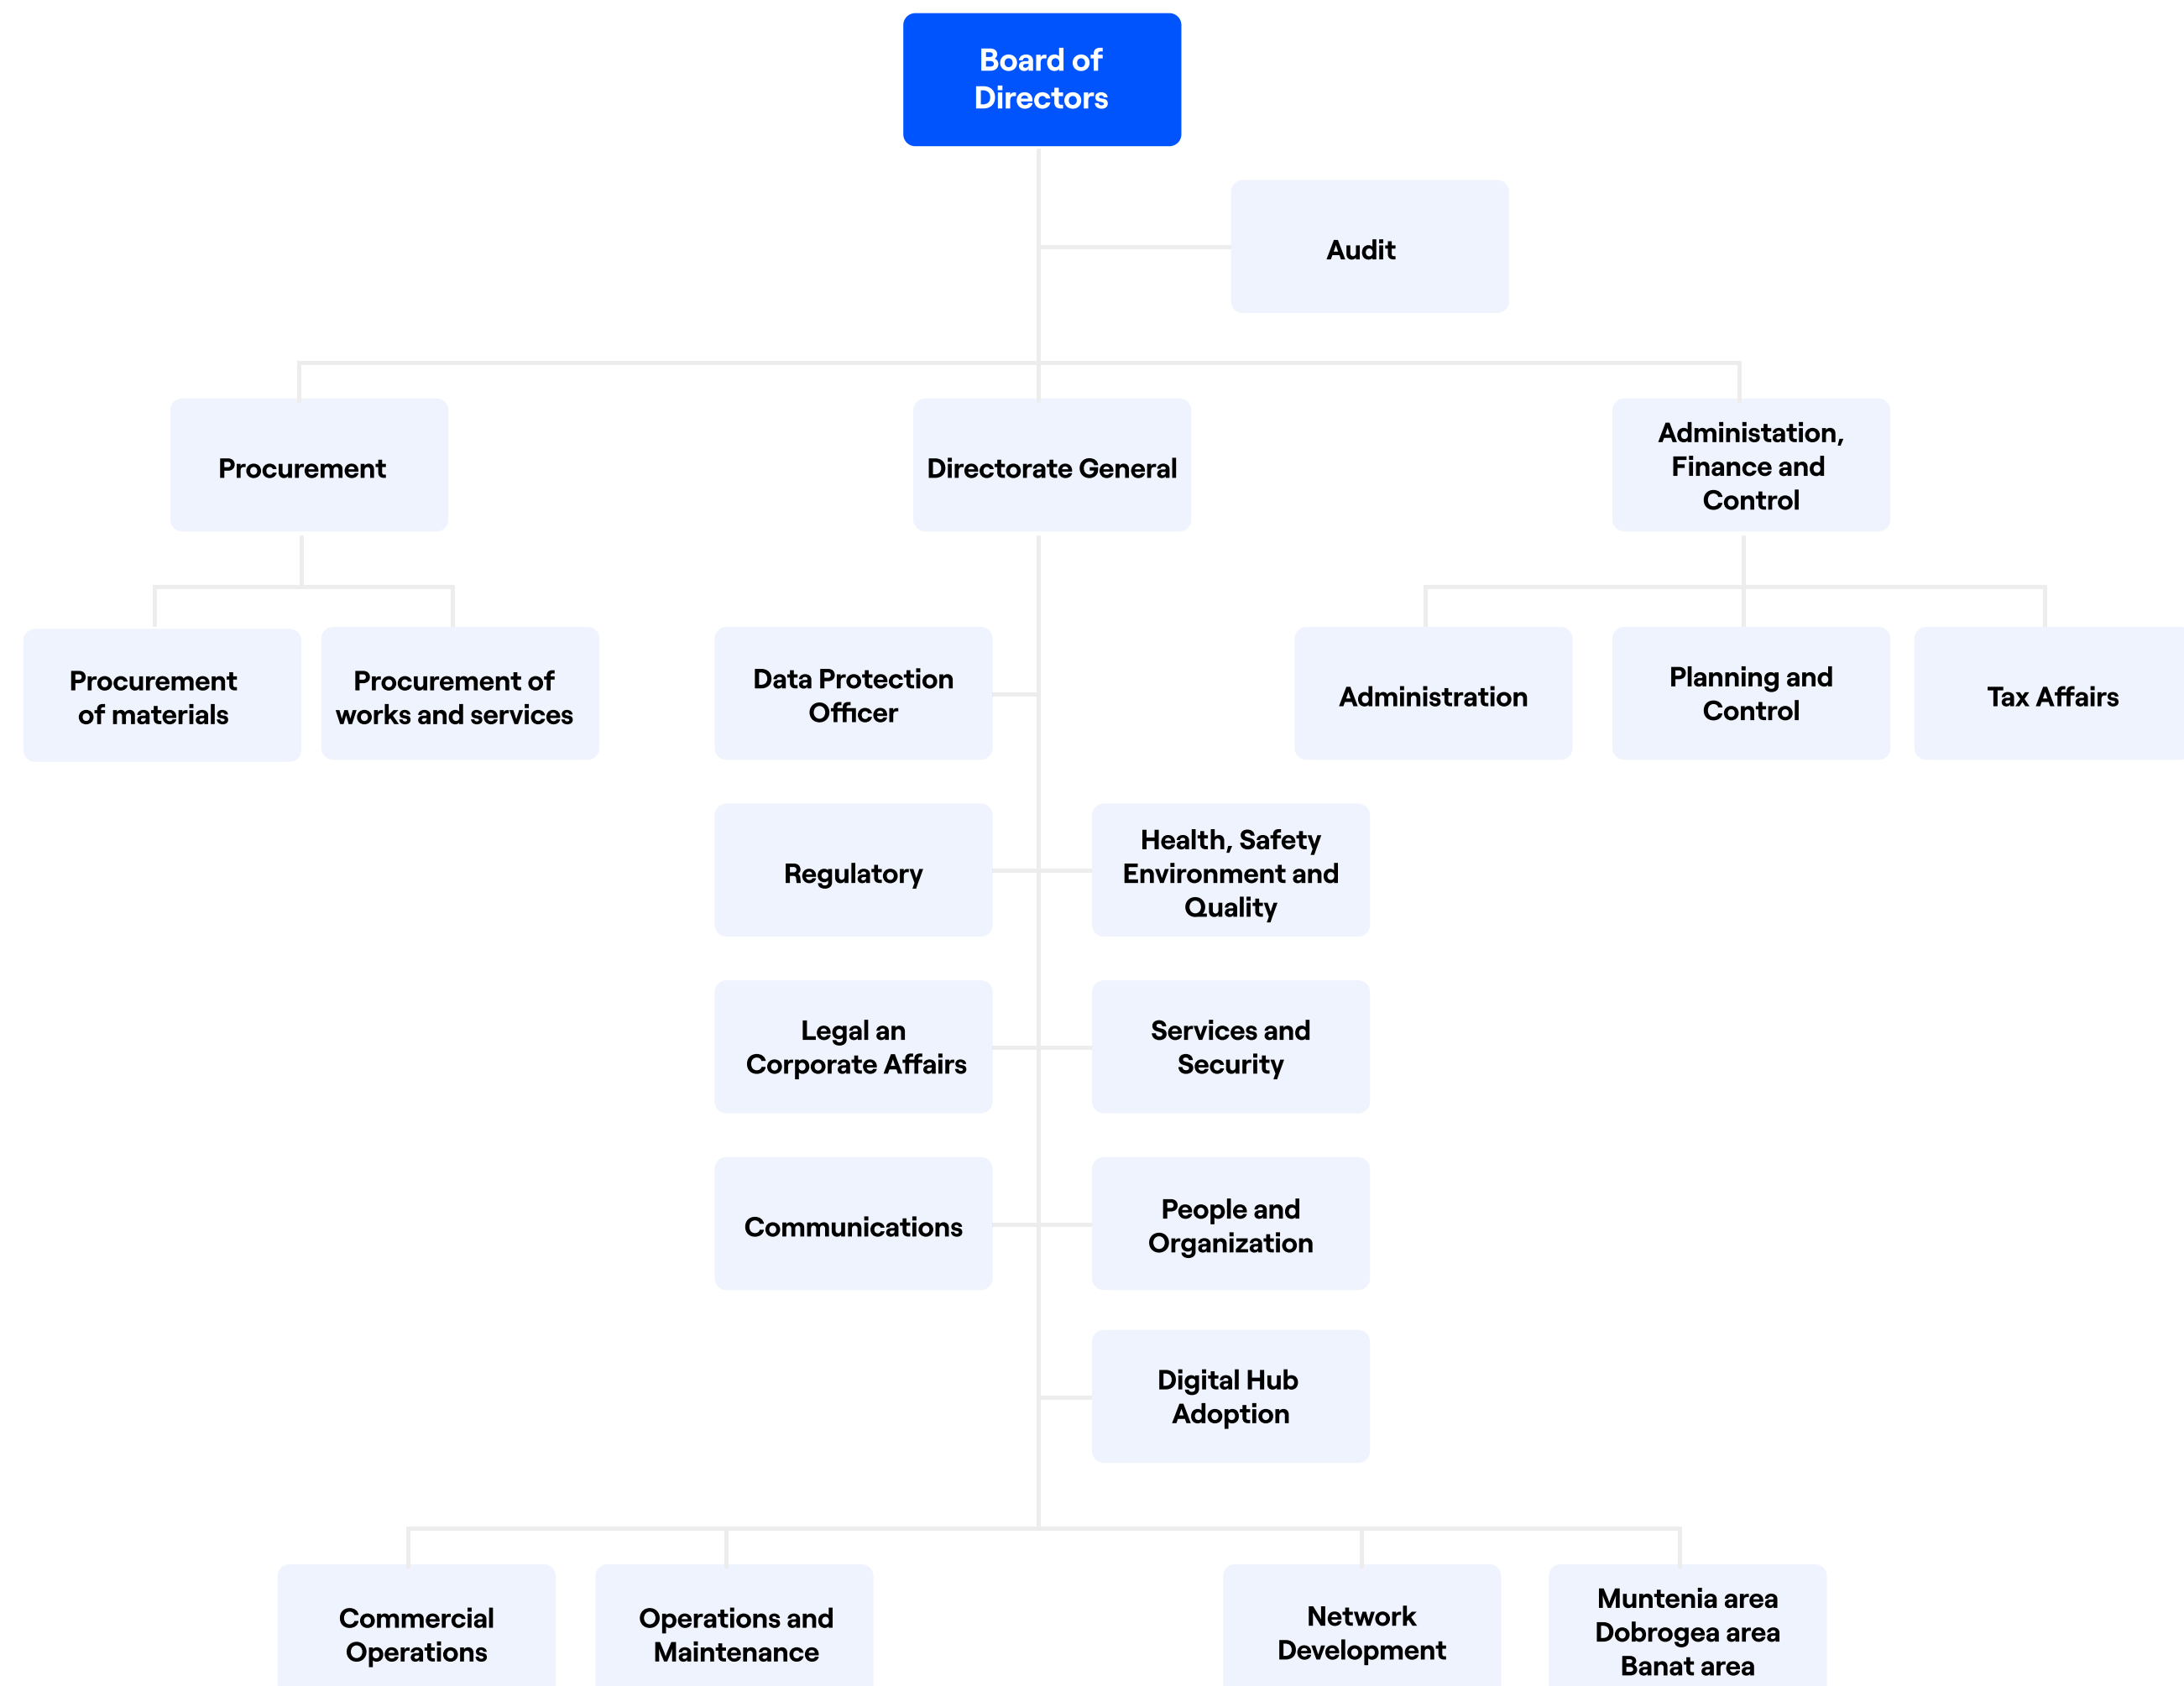 Board of
Directors
Audit
Procurement
Directorate General
Administation,
Finance and
Control
Procurement
of materials
Procurement of
works and services
Data Protection
Officer
Administration
Planning and
Control
Tax Affairs
Regulatory
Health, Safety
Environment and
Quality
Legal an
Corporate Affairs
Services and
Security
Communications
People and
Organization
Digital Hub
Adoption
Commercial
Operations
Operations and
Maintenance
Network
Development
Muntenia area
Dobrogea area
Banat area